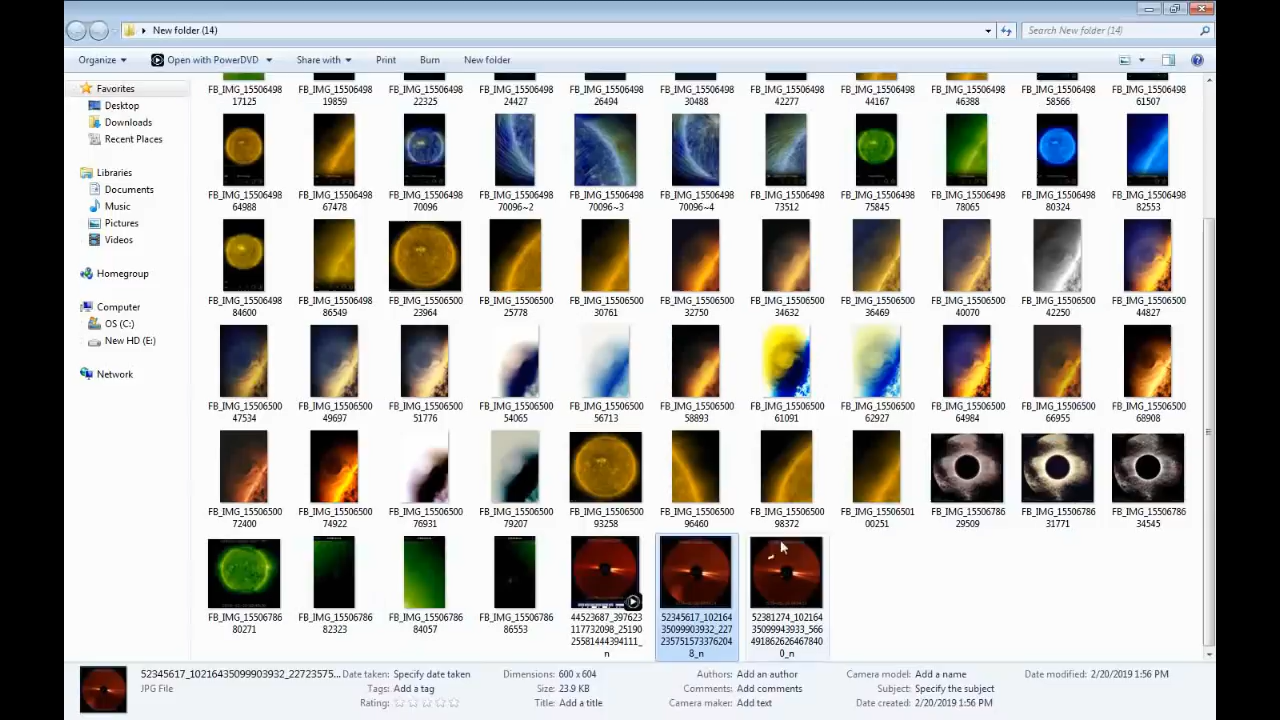 New folder (14)
Search New folder (14)
Organize
Open with PowerDVD
Share with
Print
Burn
New folder
Favorites
Desktop
Downloads
Recent Places
Libraries
Documents
Music
Pictures
Videos
Homegroup
Computer
OS (C:)
New HD (E:)
Network
FB_IMG_15506498
17125
FB_IMG_15506498
19859
FB_IMG_15506498
22325
FB_IMG_15506498
24427
FB_IMG_15506498
26494
FB_IMG_15506498
30488
FB_IMG_15506498
42277
FB_IMG_15506498
44167
FB_IMG_15506498
46388
FB_IMG_15506498
58566
FB_IMG_15506498
61507
FB_IMG_15506498
64988
FB_IMG_15506498
67478
FB_IMG_15506498
70096
FB_IMG_15506498
70096~2
FB_IMG_15506498
70096~3
FB_IMG_15506498
70096~4
FB_IMG_15506498
73512
FB_IMG_15506498
75845
FB_IMG_15506498
78065
FB_IMG_15506498
80324
FB_IMG_15506498
82553
FB_IMG_15506498
84600
FB_IMG_15506498
86549
FB_IMG_15506500
23964
FB_IMG_15506500
25778
FB_IMG_15506500
30761
FB_IMG_15506500
32750
FB_IMG_15506500
34632
FB_IMG_15506500
36469
FB_IMG_15506500
40070
FB_IMG_15506500
42250
FB_IMG_15506500
44827
FB_IMG_15506500
47534
FB_IMG_15506500
49697
FB_IMG_15506500
51776
FB_IMG_15506500
54065
FB_IMG_15506500
56713
FB_IMG_15506500
58893
FB_IMG_15506500
61091
FB_IMG_15506500
62927
FB_IMG_15506500
64984
FB_IMG_15506500
66955
FB_IMG_15506500
68908
FB_IMG_15506500
72400
FB_IMG_15506500
74922
FB_IMG_15506500
76931
FB_IMG_15506500
79207
FB_IMG_15506500
93258
FB_IMG_15506500
96460
FB_IMG_15506500
98372
FB_IMG_15506501
00251
FB_IMG_15506786
29509
FB_IMG_15506786
31771
FB_IMG_15506786
34545
FB_IMG_15506786
80271
FB_IMG_15506786
82323
FB_IMG_15506786
84057
FB_IMG_15506786
86553
44523687_397623
117732098_25190
25581444394111_
n
52345617_102164
35099903932_227
235751573376204
8_n
52381274_102164
35099943933_566
491862626467840
0_n
52345617_10216435099903932_22723575...
JPG File
Date taken: Specify date taken
Tags: Add a tag
Rating:
Dimensions: 600 x 604
Size: 23.9 KB
Title: Add a title
Authors: Add an author
Comments: Add comments
Camera maker: Add text
Camera model: Add a name
Subject: Specify the subject
Date created: 2/20/2019 1:56 PM
Date modified: 2/20/2019 1:56 PM